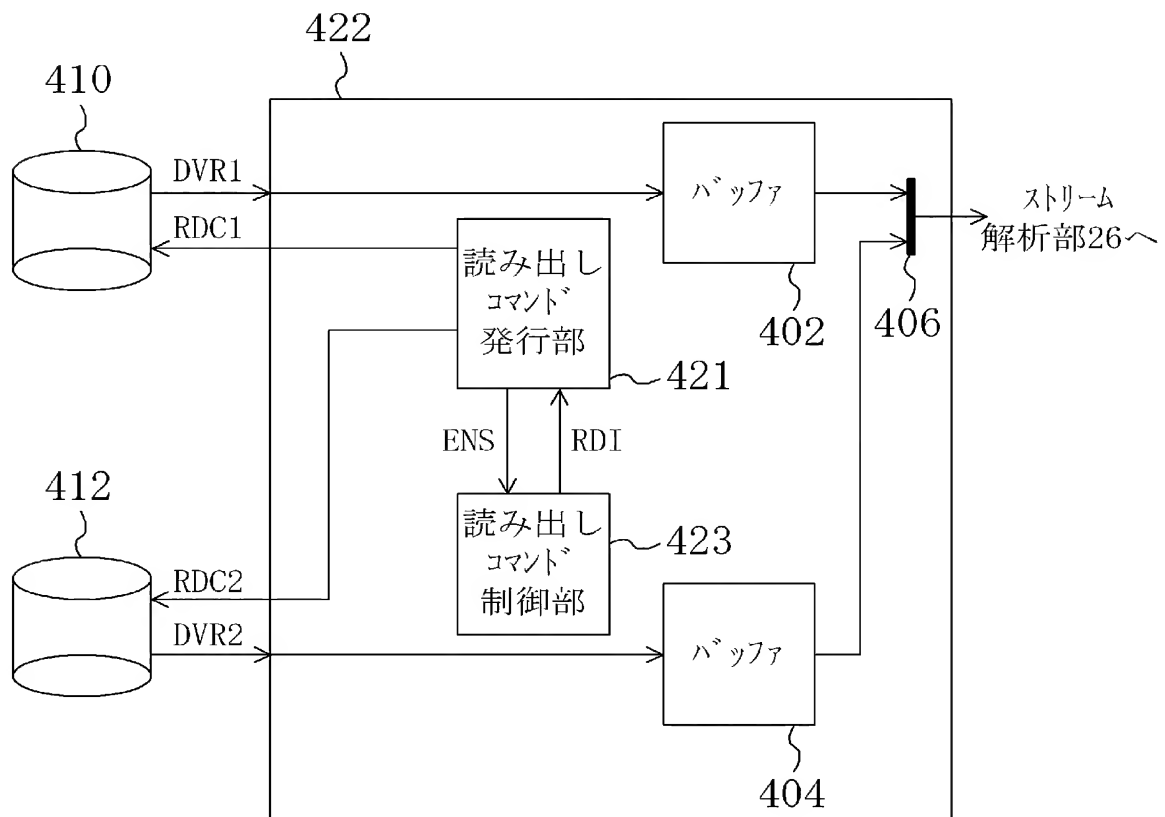 422
410
DVR1
バッファ
ストリーム
解析部26へ
RDC1
読み出し
コマンド
発行部
402
406
421
ENS
RDI
412
読み出し
コマンド
制御部
423
RDC2
DVR2
バッファ
404